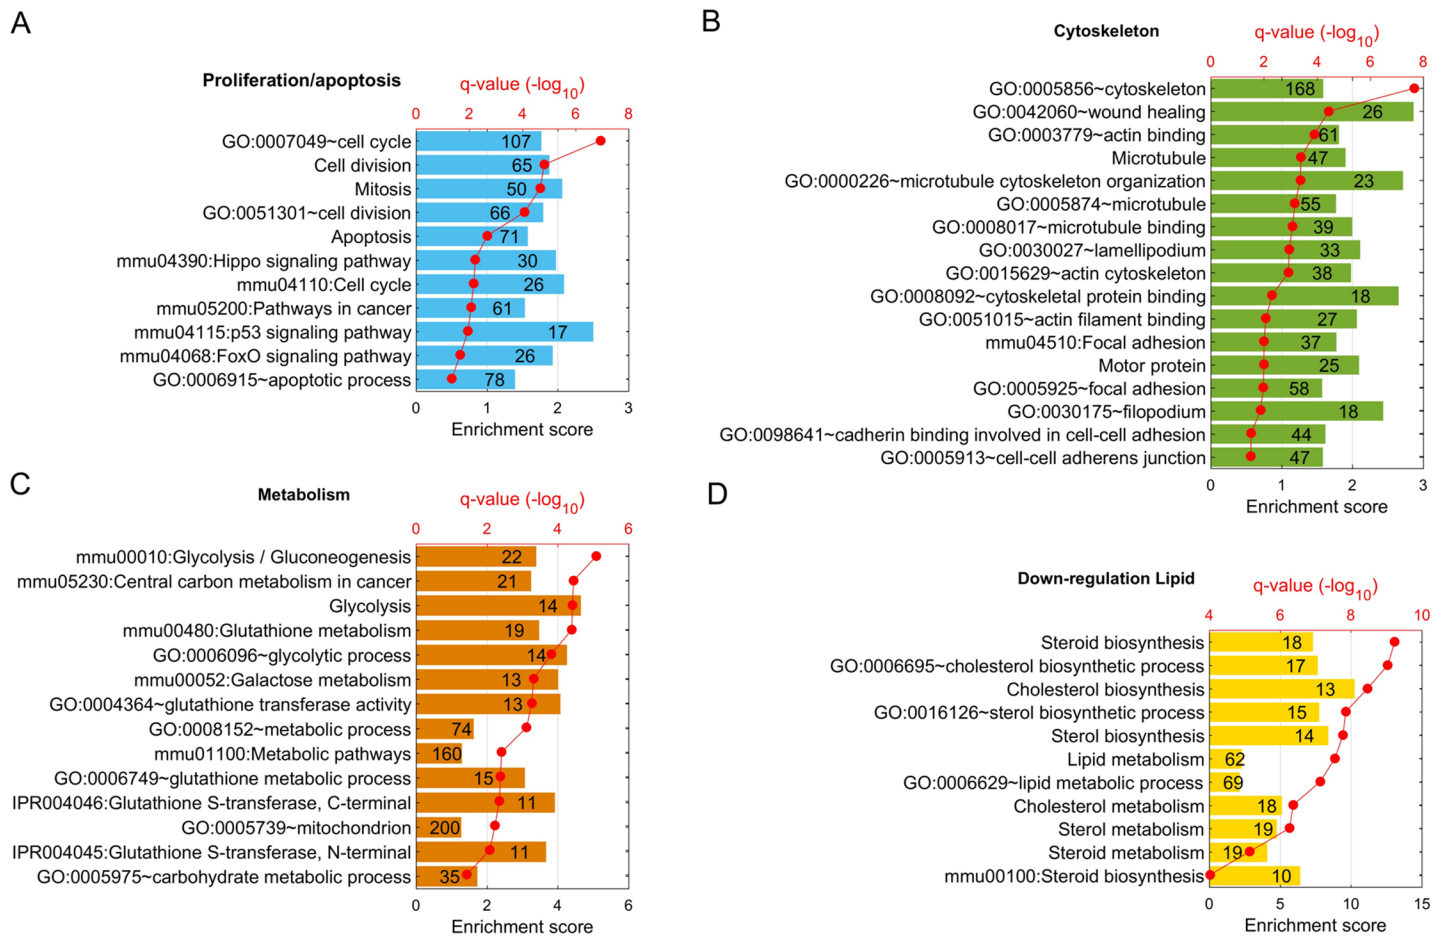 A
Proliferation/apoptosis
q-value (-log10)
0 2 4 6 8
GO:0007049~cell cycle 107
Cell division 65
Mitosis 50
GO:0051301~cell division 66
Apoptosis 71
mmu04390:Hippo signaling pathway 30
mmu04110:Cell cycle 26
mmu05200:Pathways in cancer 61
mmu04115:p53 signaling pathway 17
mmu04068:FoxO signaling pathway 26
GO:0006915~apoptotic process 78
0 1 2 3
Enrichment score
B
Cytoskeleton
q-value (-log10)
0 2 4 6 8
GO:0005856~cytoskeleton 168
GO:0042060~wound healing 26
GO:0003779~actin binding 61
Microtubule 47
GO:0000226~microtubule cytoskeleton organization 23
GO:0005874~microtubule 55
GO:0008017~microtubule binding 39
GO:0030027~lamellipodium 33
GO:0015629~actin cytoskeleton 38
GO:0008092~cytoskeletal protein binding 18
GO:0051015~actin filament binding 27
mmu04510:Focal adhesion 37
Motor protein 25
GO:0005925~focal adhesion 58
GO:0030175~filopodium 18
GO:0098641~cadherin binding involved in cell-cell adhesion 44
GO:0005913~cell-cell adherens junction 47
0 1 2 3
Enrichment score
C
Metabolism
q-value (-log10)
0 2 4 6
mmu00010:Glycolysis / Gluconeogenesis 22
mmu05230:Central carbon metabolism in cancer 21
Glycolysis 14
mmu00480:Glutathione metabolism 19
GO:0006096~glycolytic process 14
mmu00052:Galactose metabolism 13
GO:0004364~glutathione transferase activity 13
GO:0008152~metabolic process 74
mmu01100:Metabolic pathways 160
GO:0006749~glutathione metabolic process 15
IPR004046:Glutathione S-transferase, C-terminal 11
GO:0005739~mitochondrion 200
IPR004045:Glutathione S-transferase, N-terminal 11
GO:0005975~carbohydrate metabolic process 35
0 2 4 6
Enrichment score
D
Down-regulation Lipid
q-value (-log10)
4 6 8 10
Steroid biosynthesis 18
GO:0006695~cholesterol biosynthetic process 17
Cholesterol biosynthesis 13
GO:0016126~sterol biosynthetic process 15
Sterol biosynthesis 14
Lipid metabolism 62
GO:0006629~lipid metabolic process 69
Cholesterol metabolism 18
Sterol metabolism 19
Steroid metabolism 19
mmu00100:Steroid biosynthesis 10
0 5 10 15
Enrichment score